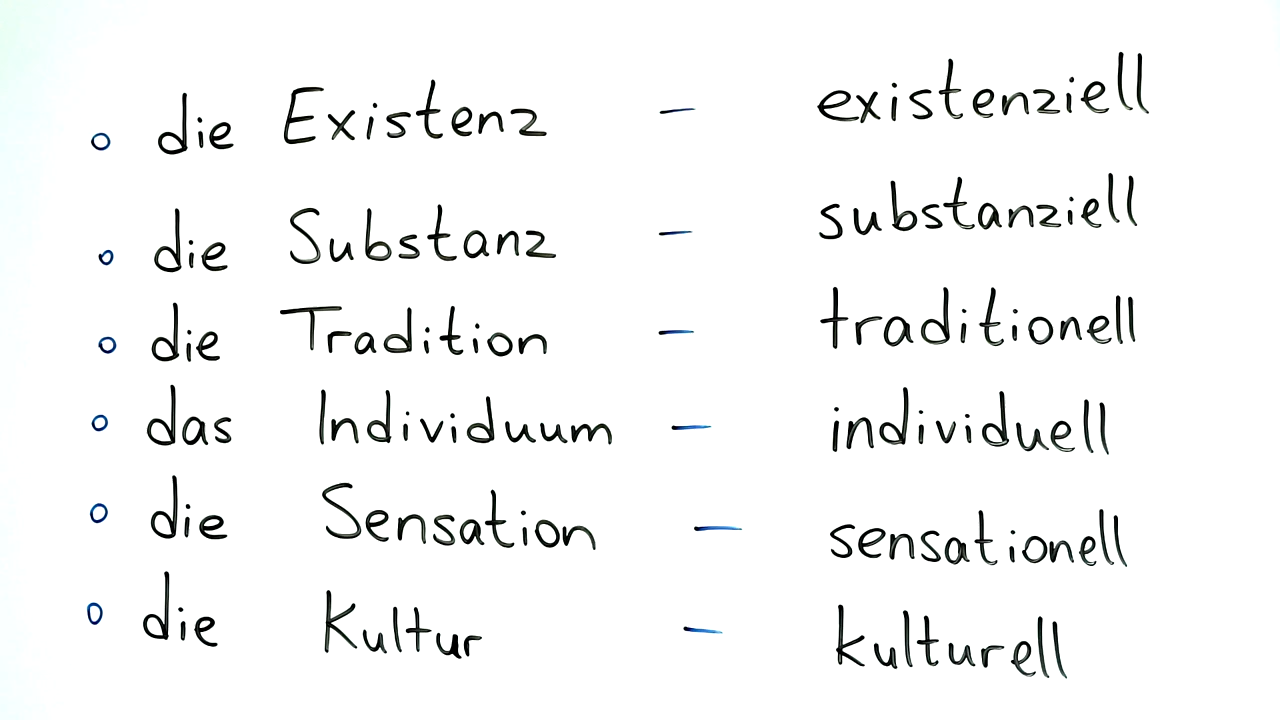 ◦ die Existenz – existenziell
◦ die Substanz – substanziell
◦ die Tradition – traditionell
◦ das Individuum – individuell
◦ die Sensation – sensationell
◦ die Kultur – kulturell